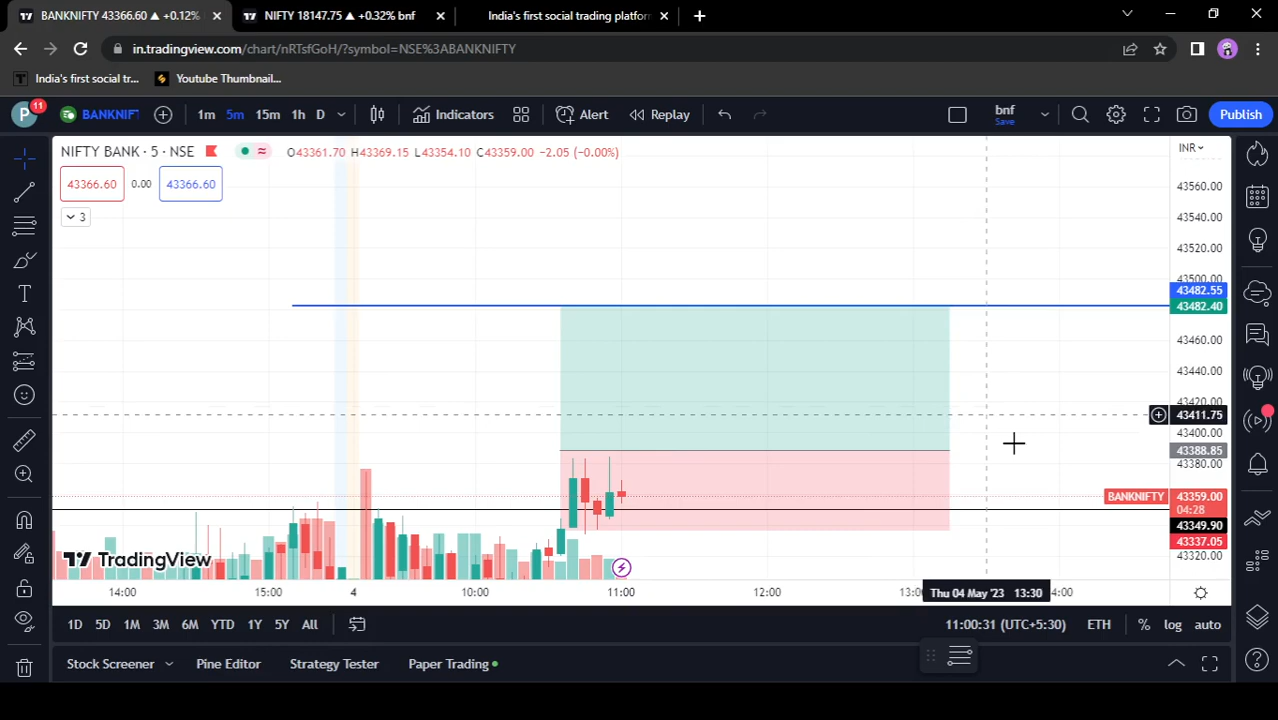 BANKNIFTY 43366.60 ▲ +0.12%
NIFTY 18147.75 ▲ +0.32% bnf
India's first social trading platform
in.tradingview.com/chart/nRTsfGoH/?symbol=NSE%3ABANKNIFTY
India's first social tr...
Youtube Thumbnail...
P
11
BANKNIFT
1m
5m
15m
1h
D
Indicators
Alert
Replay
bnf
Save
Publish
NIFTY BANK · 5 · NSE
O43361.70 H43369.15 L43354.10 C43359.00 -2.05 (-0.00%)
INR
43366.60
0.00
43366.60
3
43560.00
43540.00
43520.00
43500.00
43482.55
43482.40
43460.00
43440.00
43420.00
43411.75
43400.00
43388.85
43380.00
BANKNIFTY
43359.00
04:28
43349.90
43337.05
43320.00
TradingView
14:00
15:00
4
10:00
11:00
12:00
13:0
Thu 04 May '23 13:30
4:00
1D
5D
1M
3M
6M
YTD
1Y
5Y
All
11:00:31 (UTC+5:30)
ETH
%
log
auto
Stock Screener
Pine Editor
Strategy Tester
Paper Trading